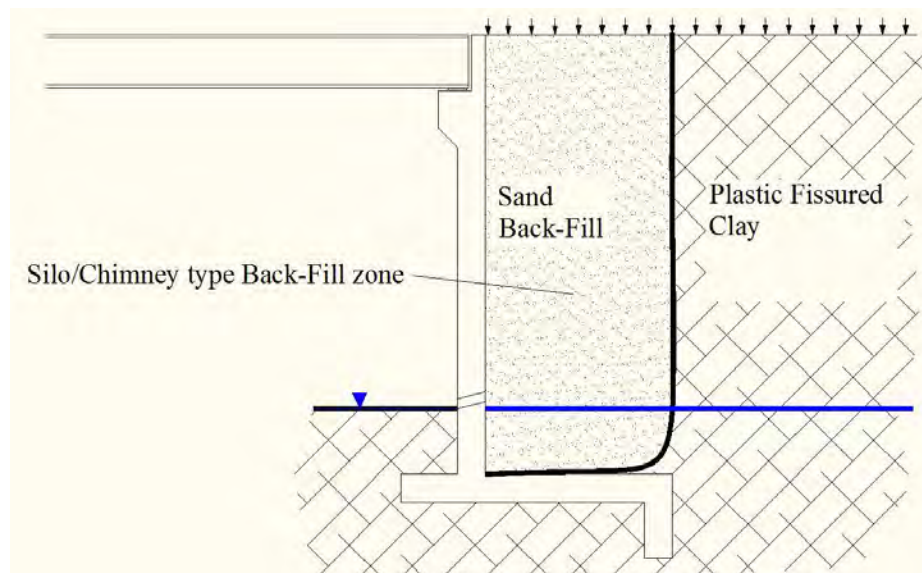 Sand
Back-Fill
Plastic Fissured
Clay
Silo/Chimney type Back-Fill zone